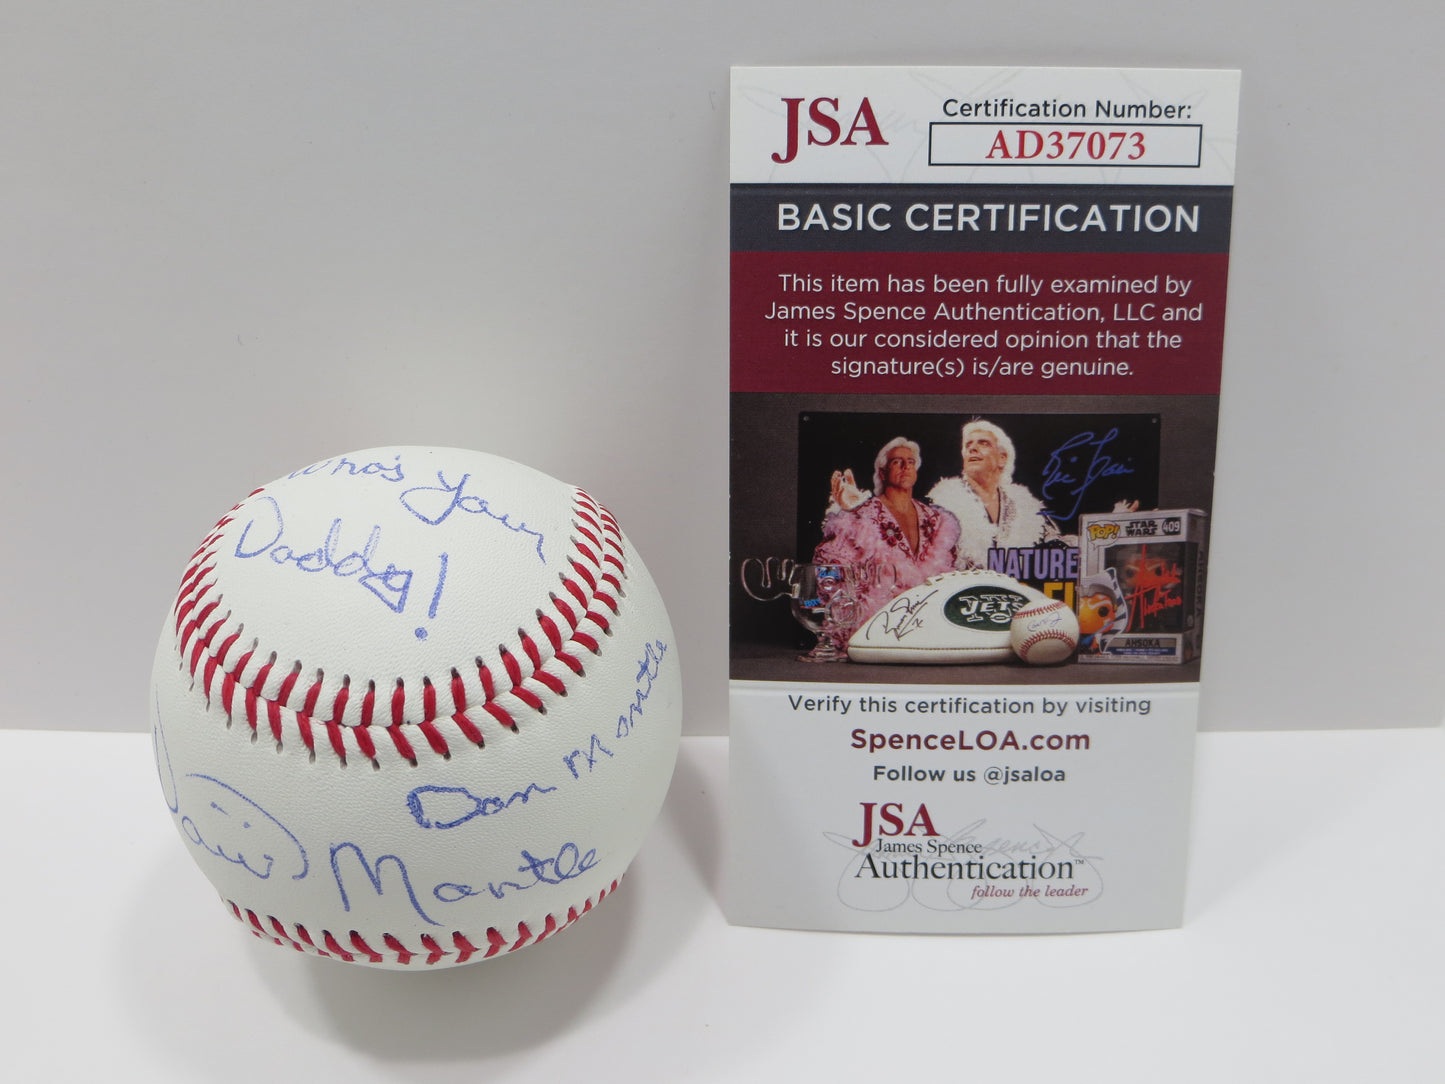 Who's Your
Daddy!
Dan Mantle
David Mantle
JSA
Certification Number:
AD37073
BASIC CERTIFICATION
This item has been fully examined by
James Spence Authentication, LLC and
it is our considered opinion that the
signature(s) is/are genuine.
NATURE
JETS
POP!
STAR
WARS
409
AHSOKA
Verify this certification by visiting
SpenceLOA.com
Follow us @jsaloa
JSA
James Spence
Authentication™
follow the leader